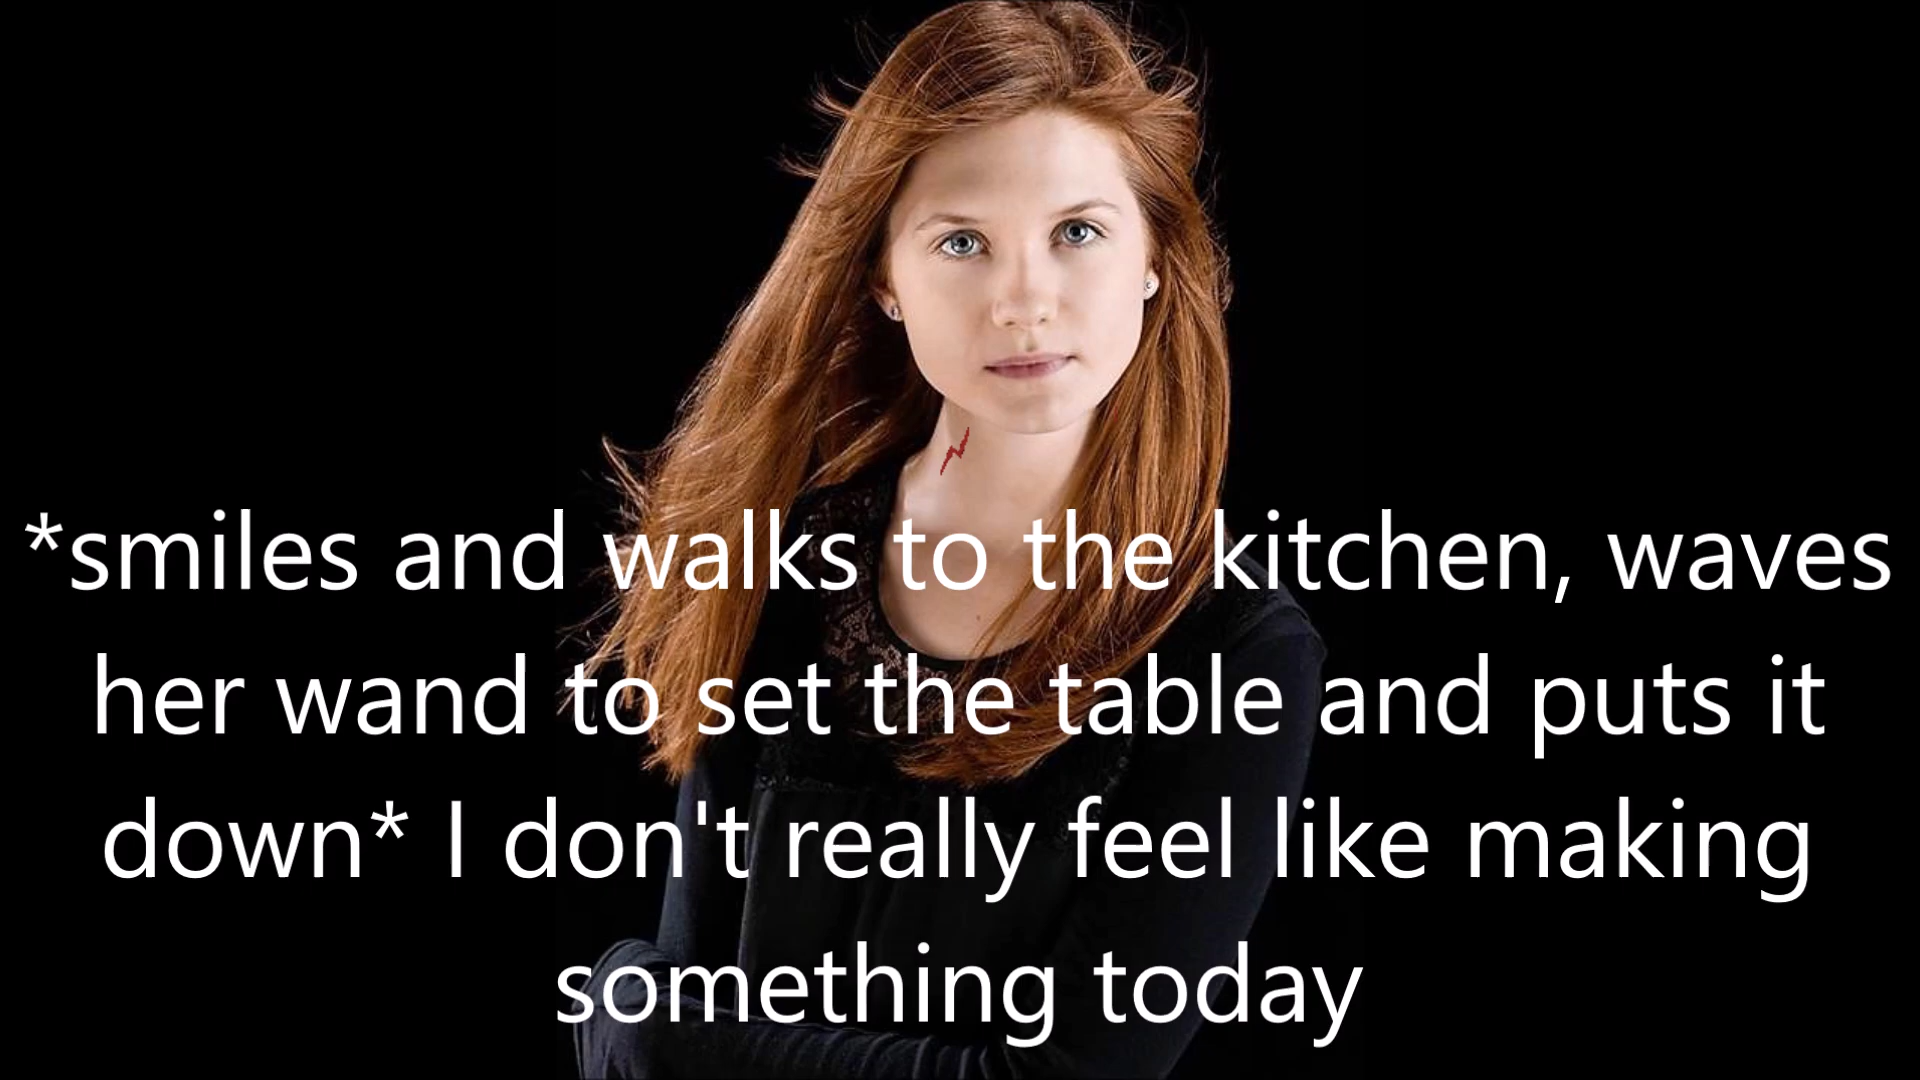 *smiles and walks to the kitchen, waves
her wand to set the table and puts it
down* I don't really feel like making
something today